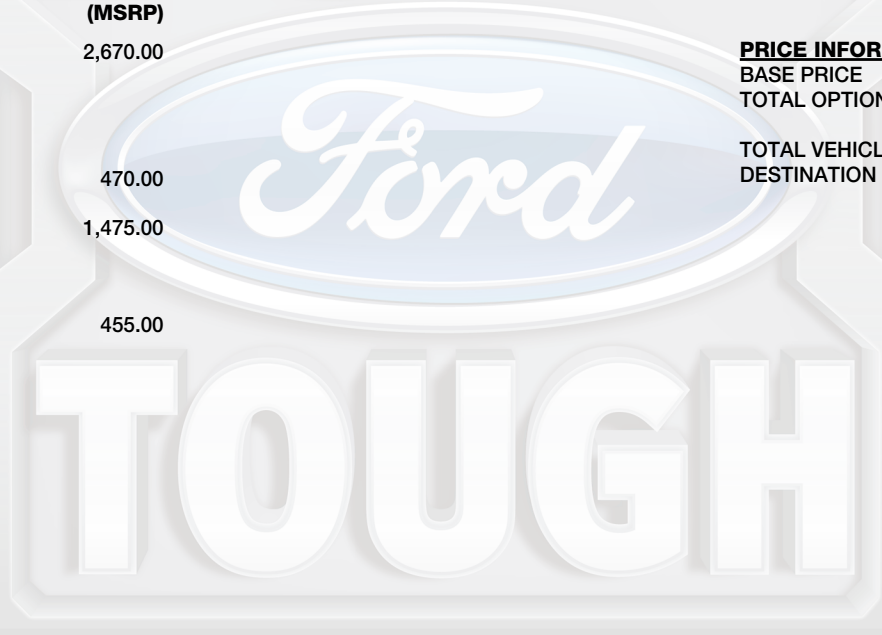 (MSRP)
2,670.00
470.00
1,475.00
455.00
PRICE INFOR
BASE PRICE
TOTAL OPTION
TOTAL VEHICL
DESTINATION
Ford
TOUGH